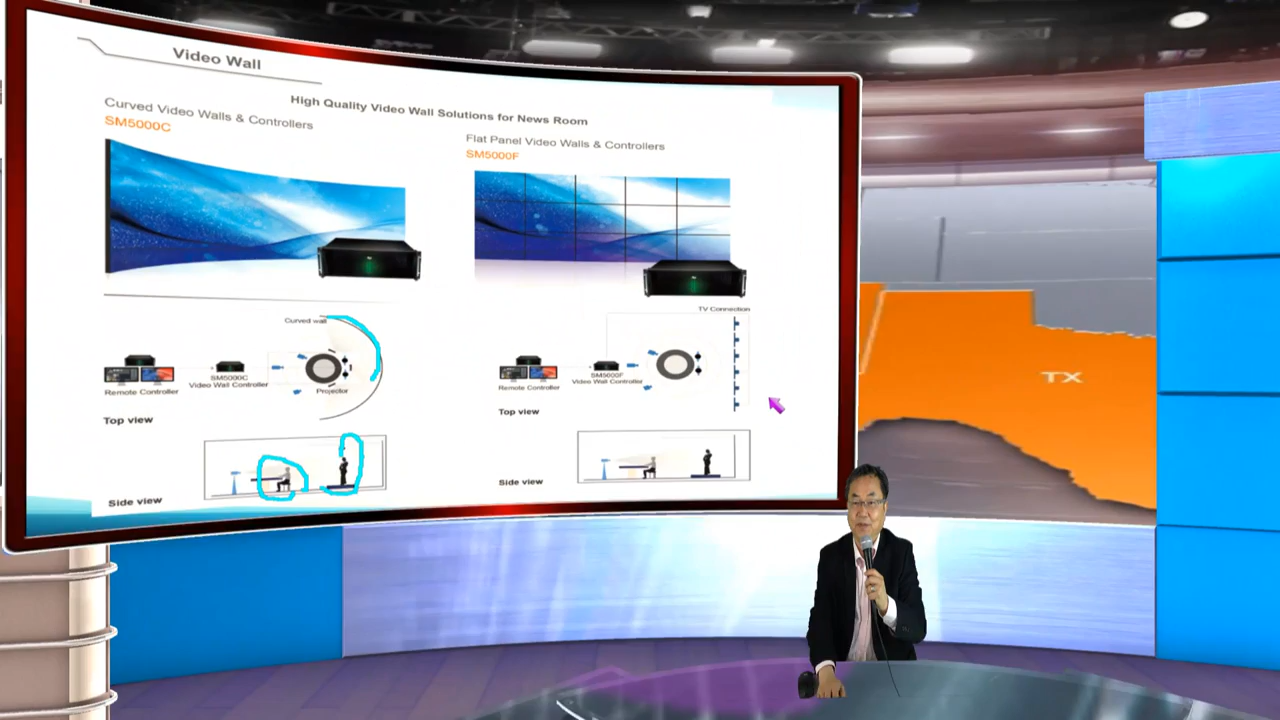 Video Wall
High Quality Video Wall Solutions for News Room
Curved Video Walls & Controllers
SM5000C
Flat Panel Video Walls & Controllers
SM5000F
Curved wall
SM5000C
Video Wall Controller
Remote Controller
Projector
Top view
Side view
TV Connection
SM5000F
Video Wall Controller
Remote Controller
Top view
Side view
TX